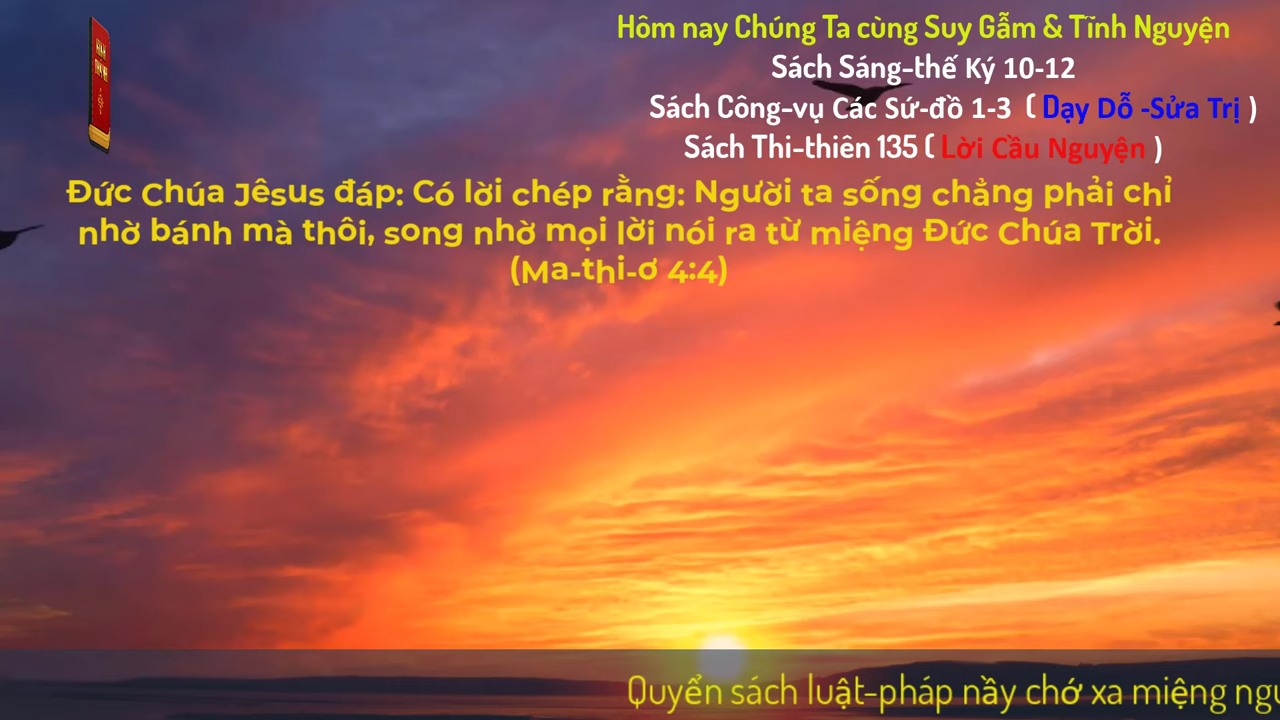 KINH
THÁNH
Hôm nay Chúng Ta cùng Suy Gẫm & Tĩnh Nguyện
Sách Sáng-thế Ký 10-12
Sách Công-vụ Các Sứ-đồ 1-3 ( Dạy Dỗ -Sửa Trị )
Sách Thi-thiên 135 ( Lời Cầu Nguyện )
Đức Chúa Jêsus đáp: Có lời chép rằng: Người ta sống chẳng phải chỉ
nhờ bánh mà thôi, song nhờ mọi lời nói ra từ miệng Đức Chúa Trời.
(Ma-thi-ơ 4:4)
Quyển sách luật-pháp nầy chớ xa miệng ngư